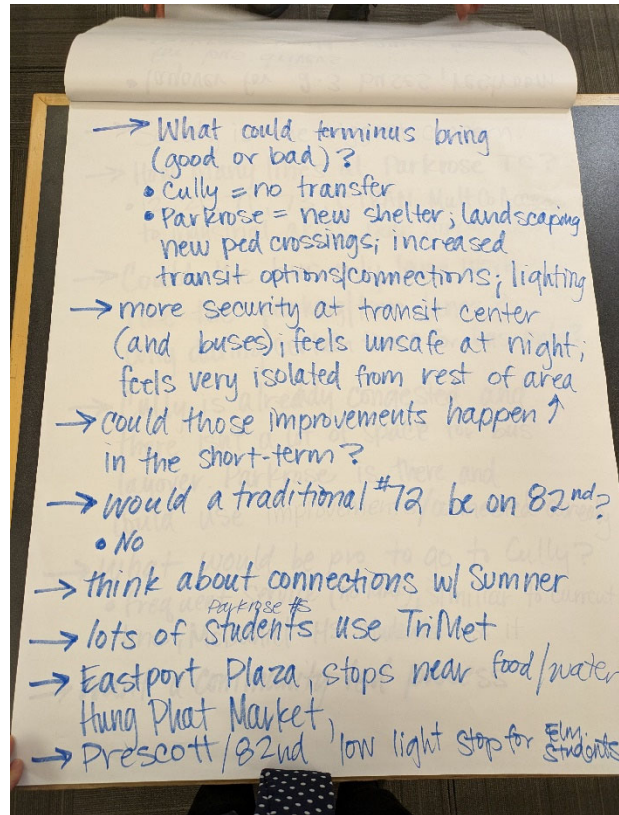 → What could terminus bring
(good or bad)?
• Cully = no transfer
• Parkrose = new shelter; landscaping
new ped crossings; increased
transit options/connections; lighting
→ more security at transit center
(and buses); feels unsafe at night;
feels very isolated from rest of area
→ could those improvements happen ↑
in the short-term?
→ would a traditional #72 be on 82nd?
• No
→ think about connections w/ Sumner
Parkrose HS
→ lots of students use TriMet
→ Eastport Plaza, stops near food/water
Hung Phat Market,
→ Prescott/82nd, low light stop for Elm. Students